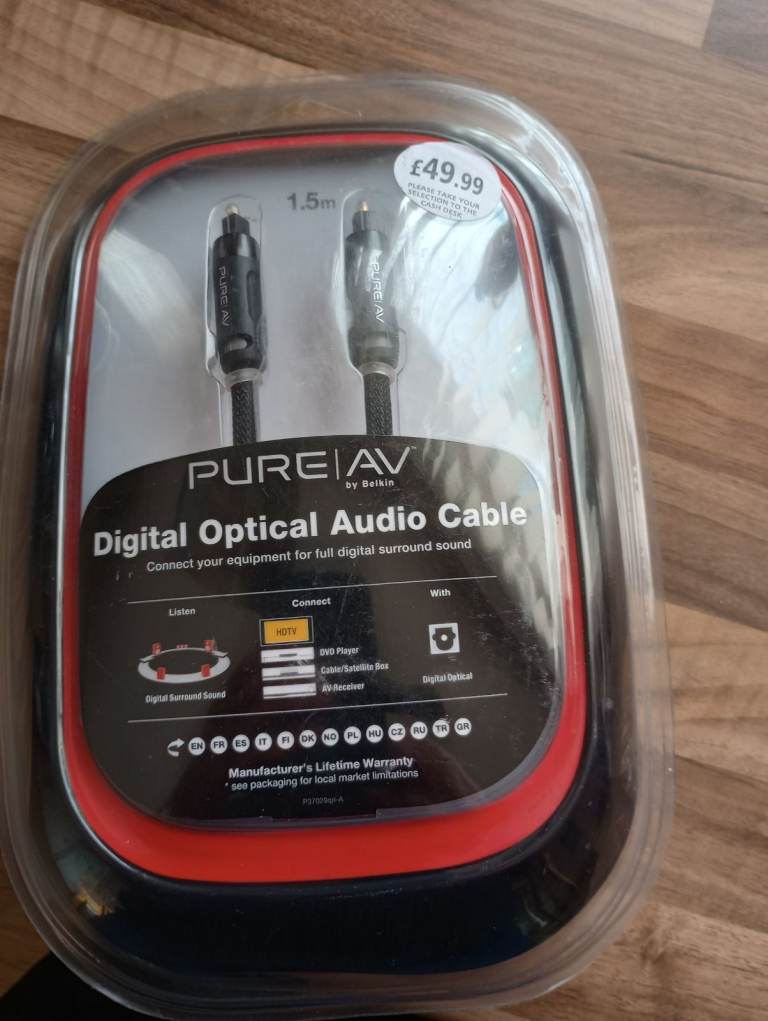 £49.99
PLEASE TAKE YOUR
SELECTION TO THE
CASH DESK
1.5m
PURE|AV
PURE|AV
PURE|AV™
by Belkin
Digital Optical Audio Cable
Connect your equipment for full digital surround sound
Listen
Connect
With
HDTV
DVD Player
Cable/Satellite Box
AV Receiver
Digital Surround Sound
Digital Optical
EN FR ES IT FI DK NO PL HU CZ RU TR GR
Manufacturer's Lifetime Warranty
* see packaging for local market limitations